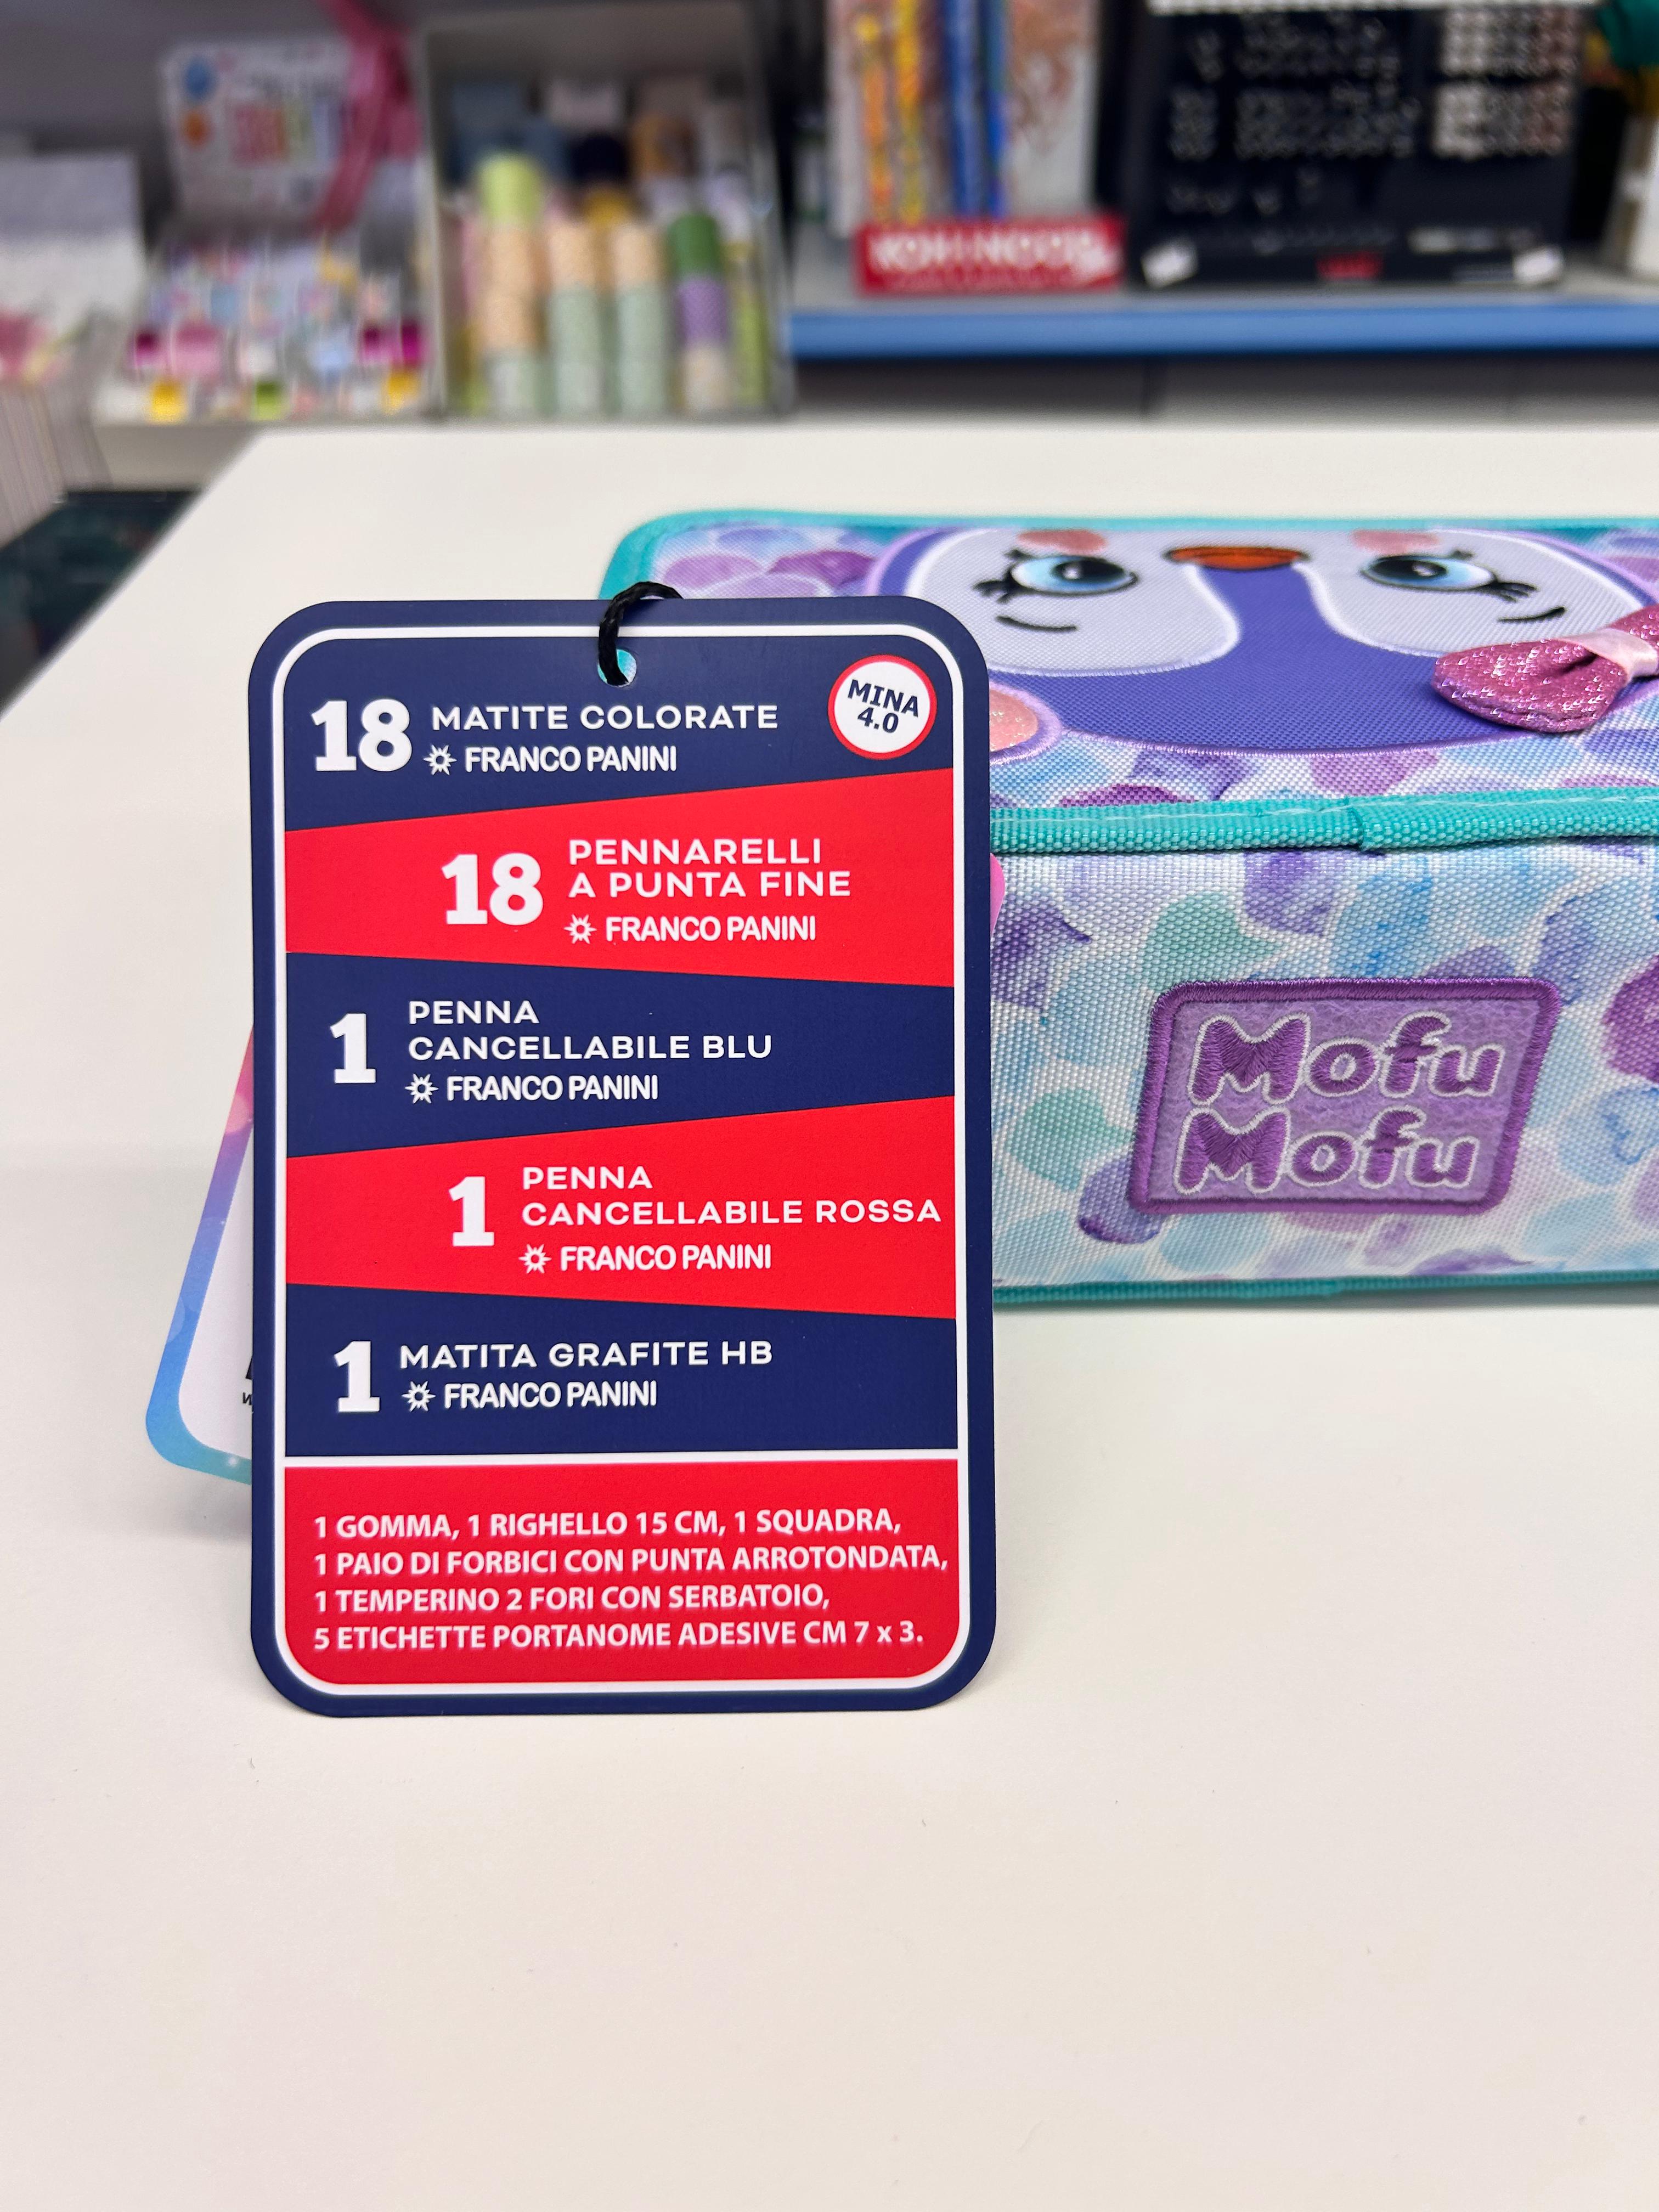 KOH-I-NOOR
18 MATITE COLORATE
FRANCO PANINI
MINA
4.0
18 PENNARELLI
A PUNTA FINE
FRANCO PANINI
1 PENNA
CANCELLABILE BLU
FRANCO PANINI
1 PENNA
CANCELLABILE ROSSA
FRANCO PANINI
1 MATITA GRAFITE HB
FRANCO PANINI
1 GOMMA, 1 RIGHELLO 15 CM, 1 SQUADRA,
1 PAIO DI FORBICI CON PUNTA ARROTONDATA,
1 TEMPERINO 2 FORI CON SERBATOIO,
5 ETICHETTE PORTANOME ADESIVE CM 7 x 3.
Mofu
Mofu